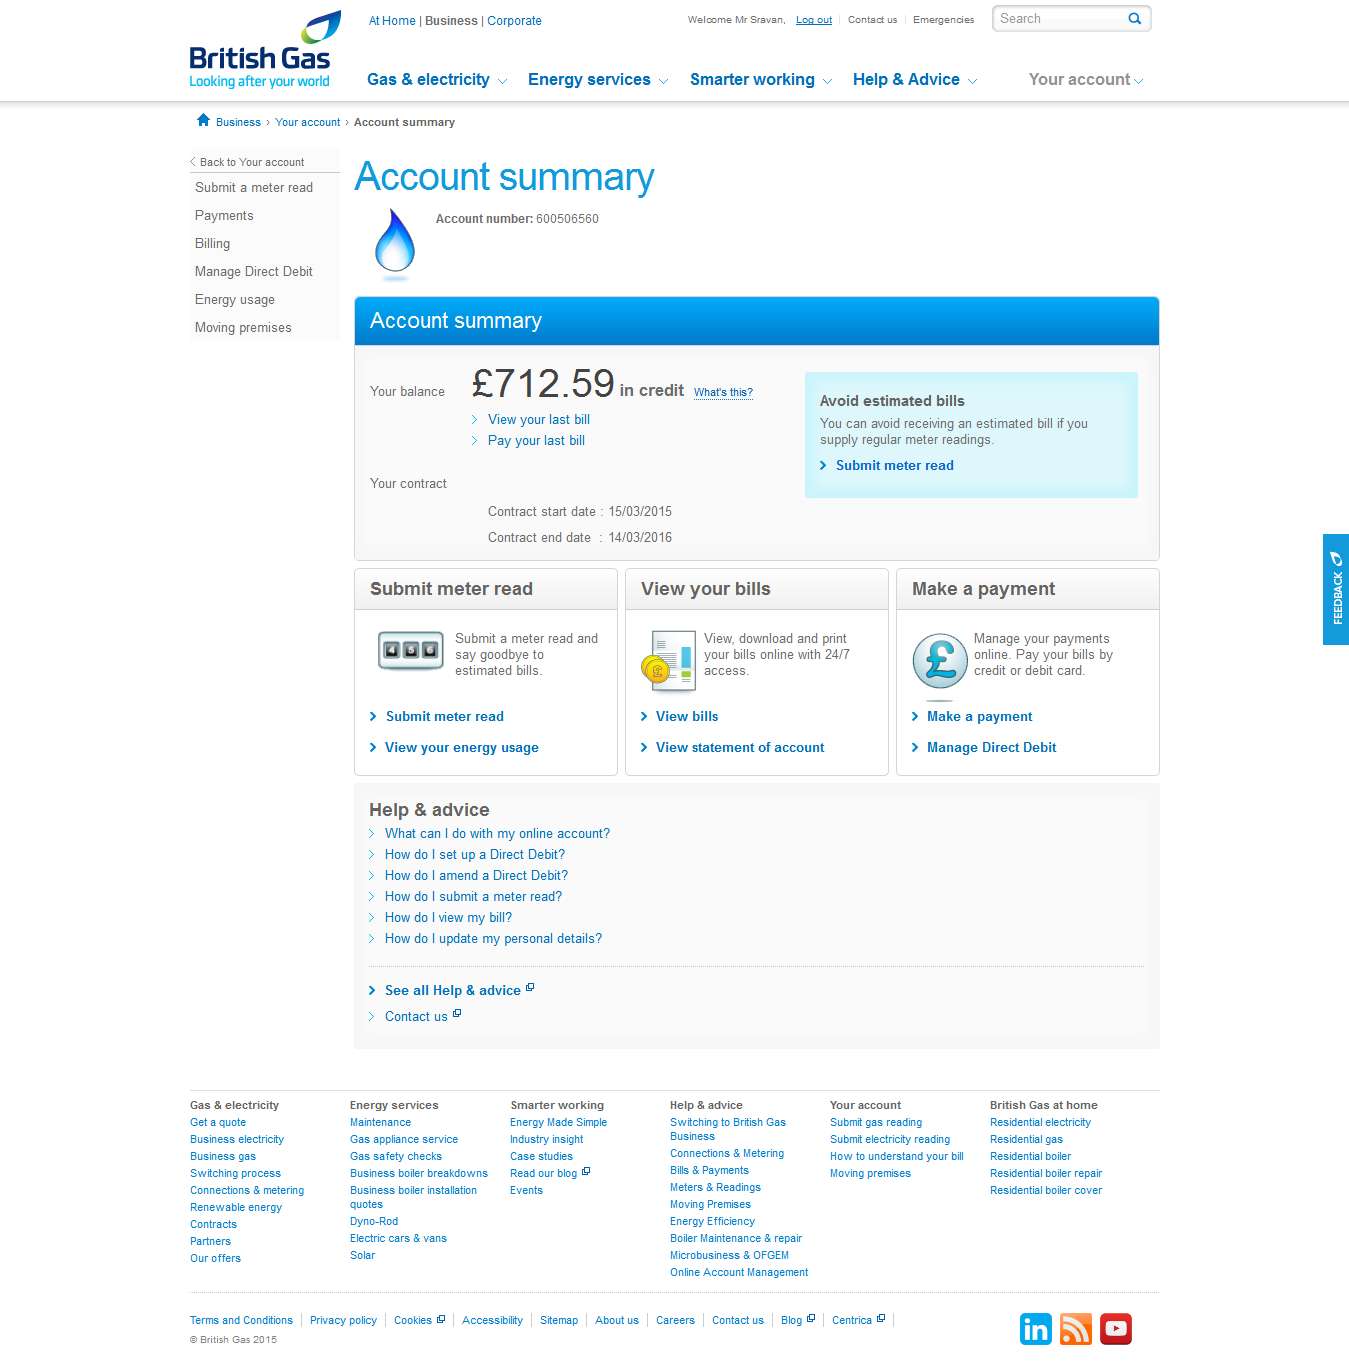 British Gas
Looking after your world
At Home | Business | Corporate
Welcome Mr Sravan, Log out Contact us Emergencies
Search
Gas & electricity Energy services Smarter working Help & Advice Your account
Business › Your account › Account summary
Back to Your account
Submit a meter read
Payments
Billing
Manage Direct Debit
Energy usage
Moving premises
Account summary
Account number: 600506560
Account summary
Your balance £712.59 in credit What's this?
View your last bill
Pay your last bill
Your contract
Contract start date : 15/03/2015
Contract end date : 14/03/2016
Avoid estimated bills
You can avoid receiving an estimated bill if you
supply regular meter readings.
Submit meter read
FEEDBACK
Submit meter read
4 5 6
Submit a meter read and
say goodbye to
estimated bills.
Submit meter read
View your energy usage
View your bills
£
View, download and print
your bills online with 24/7
access.
View bills
View statement of account
Make a payment
£
Manage your payments
online. Pay your bills by
credit or debit card.
Make a payment
Manage Direct Debit
Help & advice
What can I do with my online account?
How do I set up a Direct Debit?
How do I amend a Direct Debit?
How do I submit a meter read?
How do I view my bill?
How do I update my personal details?
See all Help & advice
Contact us
Gas & electricity
Get a quote
Business electricity
Business gas
Switching process
Connections & metering
Renewable energy
Contracts
Partners
Our offers
Energy services
Maintenance
Gas appliance service
Gas safety checks
Business boiler breakdowns
Business boiler installation
quotes
Dyno-Rod
Electric cars & vans
Solar
Smarter working
Energy Made Simple
Industry insight
Case studies
Read our blog
Events
Help & advice
Switching to British Gas
Business
Connections & Metering
Bills & Payments
Meters & Readings
Moving Premises
Energy Efficiency
Boiler Maintenance & repair
Microbusiness & OFGEM
Online Account Management
Your account
Submit gas reading
Submit electricity reading
How to understand your bill
Moving premises
British Gas at home
Residential electricity
Residential gas
Residential boiler
Residential boiler repair
Residential boiler cover
Terms and Conditions Privacy policy Cookies Accessibility Sitemap About us Careers Contact us Blog Centrica
© British Gas 2015
in